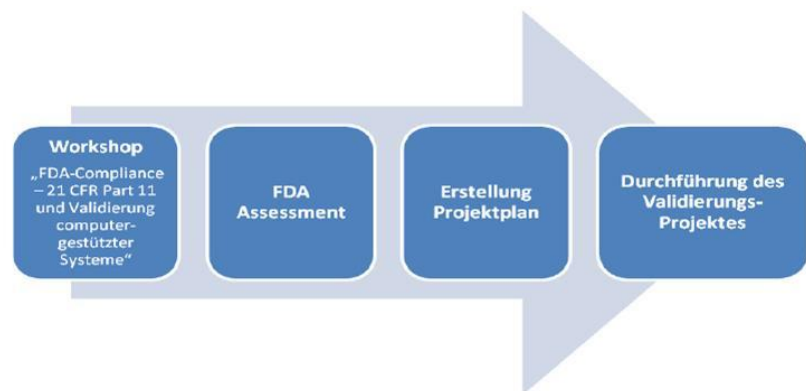 Workshop
„FDA-Compliance
– 21 CFR Part 11
und Validierung
computer-
gestützter
Systeme“
FDA
Assessment
Erstellung
Projektplan
Durchführung des
Validierungs-
Projektes